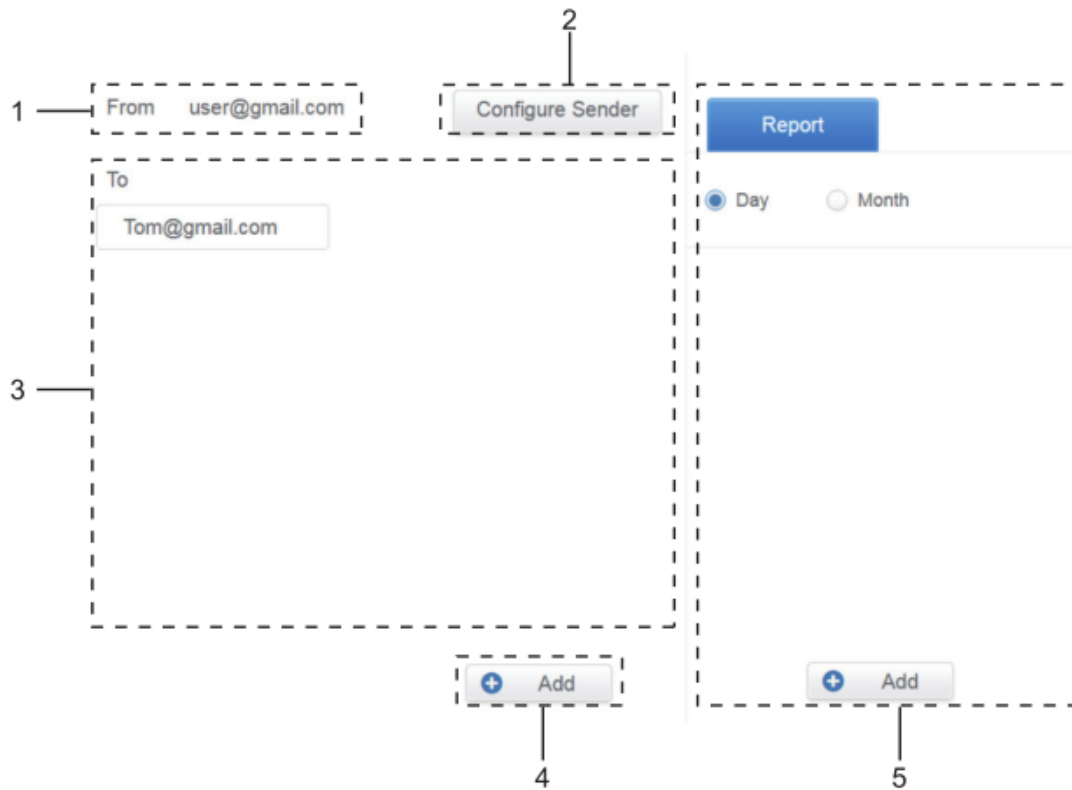 2
1
From user@gmail.com
Configure Sender
Report
To
Day Month
Tom@gmail.com
3
Add
Add
4
5